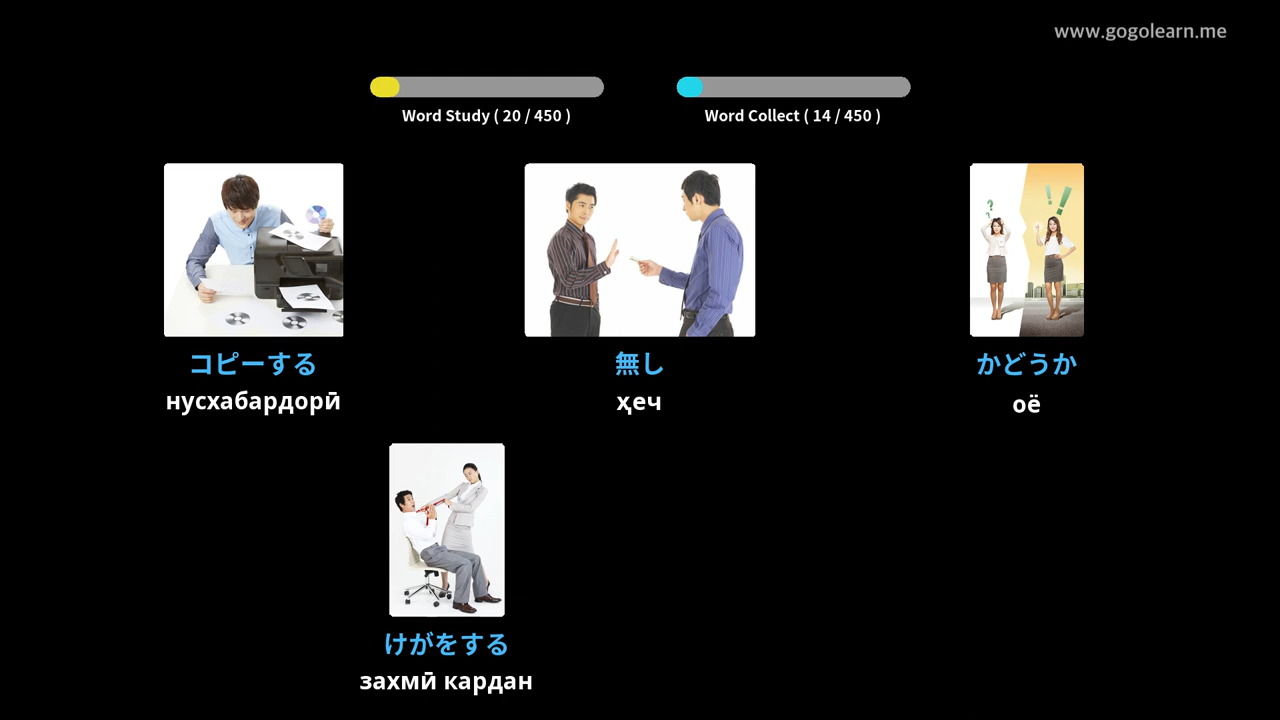 www.gogolearn.me
Word Study ( 20 / 450 )
Word Collect ( 14 / 450 )
コピーする
нусхабардорӣ
無し
ҳеч
かどうか
оё
けがをする
захмӣ кардан